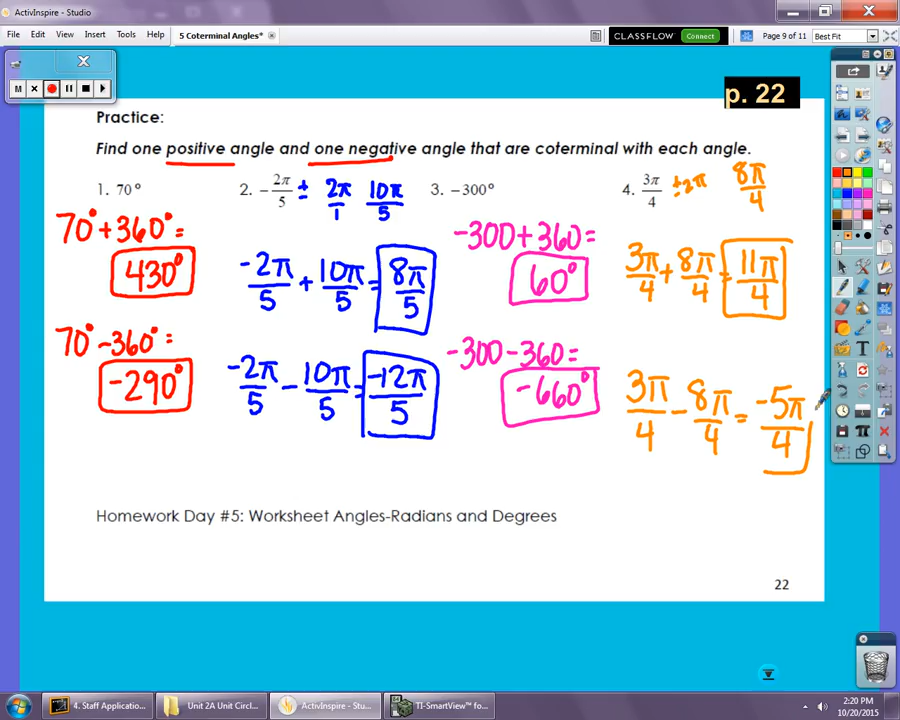 ActivInspire - Studio
File Edit View Insert Tools Help 5 Coterminal Angles* CLASSFLOW Connect Page 9 of 11 Best Fit
M
p. 22
Practice:
Find one positive angle and one negative angle that are coterminal with each angle.
1. 70°
70° + 360° =
430°
70° - 360° =
-290°
2. -2π/5 ± 2π/1 10π/5
-2π/5 + 10π/5 = 8π/5
-2π/5 - 10π/5 = -12π/5
3. -300°
-300 + 360 =
60°
-300 - 360 =
-660°
4. 3π/4 ± 2π 8π/4
3π/4 + 8π/4 = 11π/4
3π/4 - 8π/4 = -5π/4
Homework Day #5: Worksheet Angles-Radians and Degrees
22
4. Staff Applicatio... Unit 2A Unit Circl... ActivInspire - Stud... TI-SmartView™ fo...
2:20 PM
10/20/2015